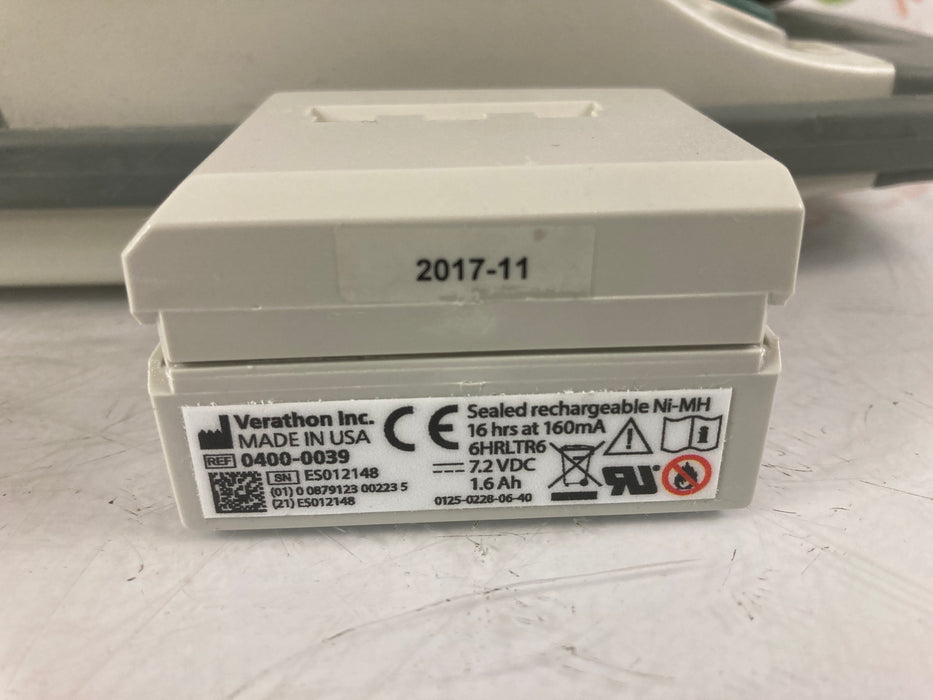 2017-11
Verathon Inc.
MADE IN USA
REF 0400-0039
SN ES012148
(01) 0 0879123 00223 5
(21) ES012148
CE
Sealed rechargeable Ni-MH
16 hrs at 160mA
6HRLTR6
7.2 VDC
1.6 Ah
0125-0228-06-40